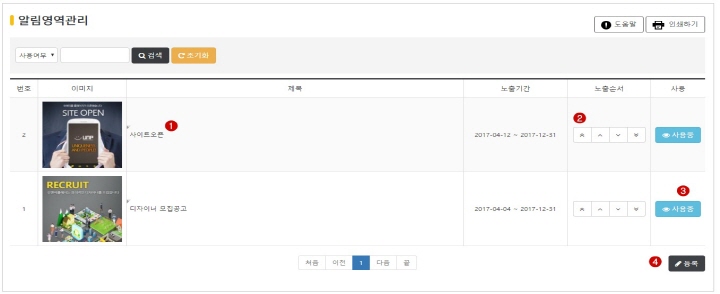 알림영역관리
도움말
인쇄하기
사용여부
검색
초기화
번호 이미지 제목 노출기간 노출순서 사용
2
SITE OPEN
UNP
1
사이트오픈
2017-04-12 ~ 2017-12-31
2
사용중
1
RECRUIT
디자이너 모집공고
2017-04-04 ~ 2017-12-31
3
사용중
처음 이전 1 다음 끝
4
등록